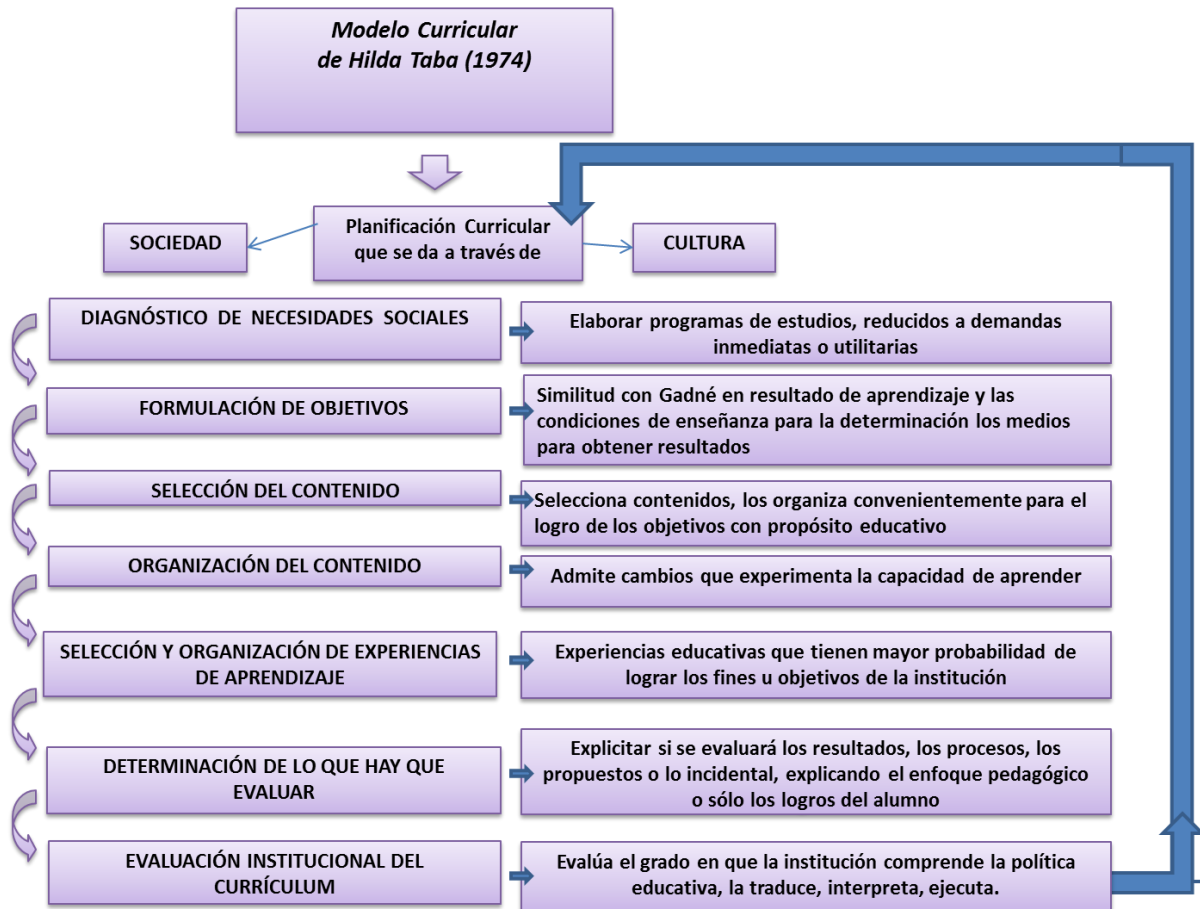 Modelo Curricular
de Hilda Taba (1974)
SOCIEDAD
Planificación Curricular
que se da a través de
CULTURA
DIAGNÓSTICO DE NECESIDADES SOCIALES
Elaborar programas de estudios, reducidos a demandas
inmediatas o utilitarias
FORMULACIÓN DE OBJETIVOS
Similitud con Gadné en resultado de aprendizaje y las
condiciones de enseñanza para la determinación los medios
para obtener resultados
SELECCIÓN DEL CONTENIDO
Selecciona contenidos, los organiza convenientemente para el
logro de los objetivos con propósito educativo
ORGANIZACIÓN DEL CONTENIDO
Admite cambios que experimenta la capacidad de aprender
SELECCIÓN Y ORGANIZACIÓN DE EXPERIENCIAS
DE APRENDIZAJE
Experiencias educativas que tienen mayor probabilidad de
lograr los fines u objetivos de la institución
DETERMINACIÓN DE LO QUE HAY QUE
EVALUAR
Explicitar si se evaluará los resultados, los procesos, los
propuestos o lo incidental, explicando el enfoque pedagógico
o sólo los logros del alumno
EVALUACIÓN INSTITUCIONAL DEL
CURRÍCULUM
Evalúa el grado en que la institución comprende la política
educativa, la traduce, interpreta, ejecuta.